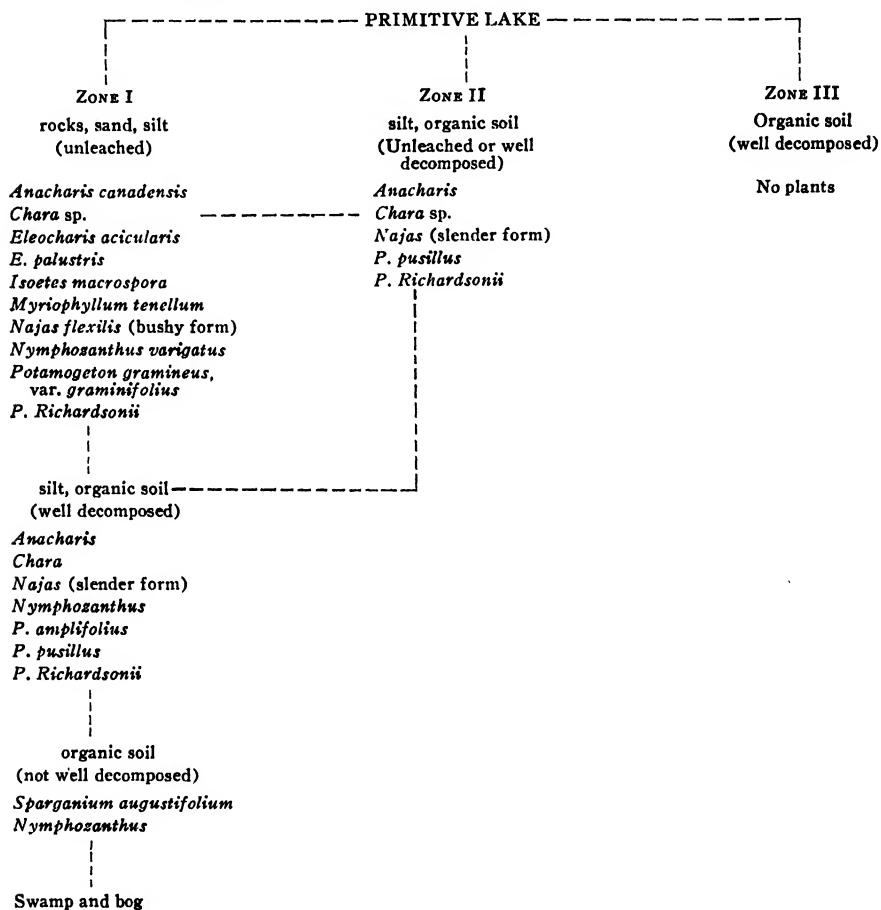 PRIMITIVE LAKE
ZONE I
rocks, sand, silt
(unleached)
Anacharis canadensis
Chara sp.
Eleocharis acicularis
E. palustris
Isoetes macrospora
Myriophyllum tenellum
Najas flexilis (bushy form)
Nymphozanthus varigatus
Potamogeton gramineus,
var. graminifolius
P. Richardsonii
ZONE II
silt, organic soil
(Unleached or well
decomposed)
Anacharis
Chara sp.
Najas (slender form)
P. pusillus
P. Richardsonii
ZONE III
Organic soil
(well decomposed)
No plants
silt, organic soil
(well decomposed)
Anacharis
Chara
Najas (slender form)
Nymphozanthus
P. amplifolius
P. pusillus
P. Richardsonii
organic soil
(not well decomposed)
Sparganium augustifolium
Nymphozanthus
Swamp and bog